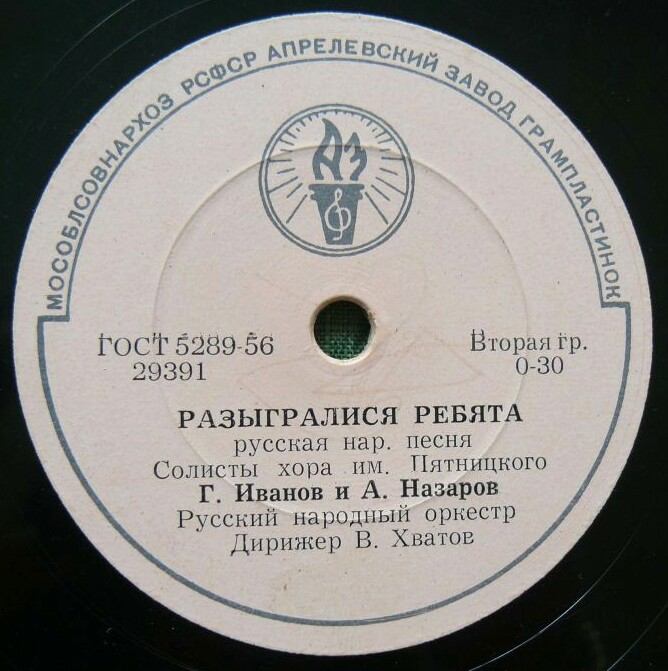 МОСОБЛСОВНАРХОЗ РСФСР АПРЕЛЕВСКИЙ ЗАВОД ГРАМПЛАСТИНОК
АЗ
ГОСТ 5289-56
29391
Вторая гр.
0-30
РАЗЫГРАЛИСЯ РЕБЯТА
русская нар. песня
Солисты хора им. Пятницкого
Г. Иванов и А. Назаров
Русский народный оркестр
Дирижер В. Хватов